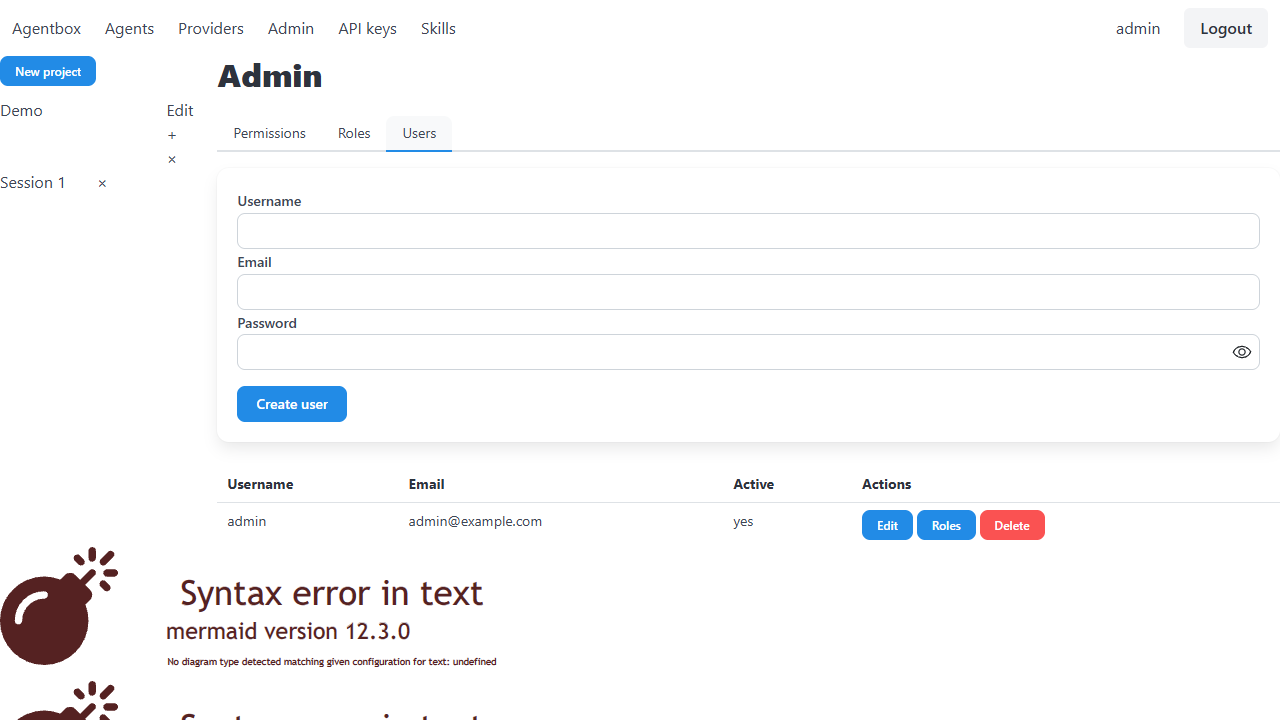 Agentbox Agents Providers Admin API keys Skills admin Logout
New project
Admin
Demo Edit
+
×
Session 1 ×
Permissions Roles Users
Username
Email
Password
Create user
Username Email Active Actions
admin admin@example.com yes Edit Roles Delete
Syntax error in text
mermaid version 12.3.0
No diagram type detected matching given configuration for text: undefined